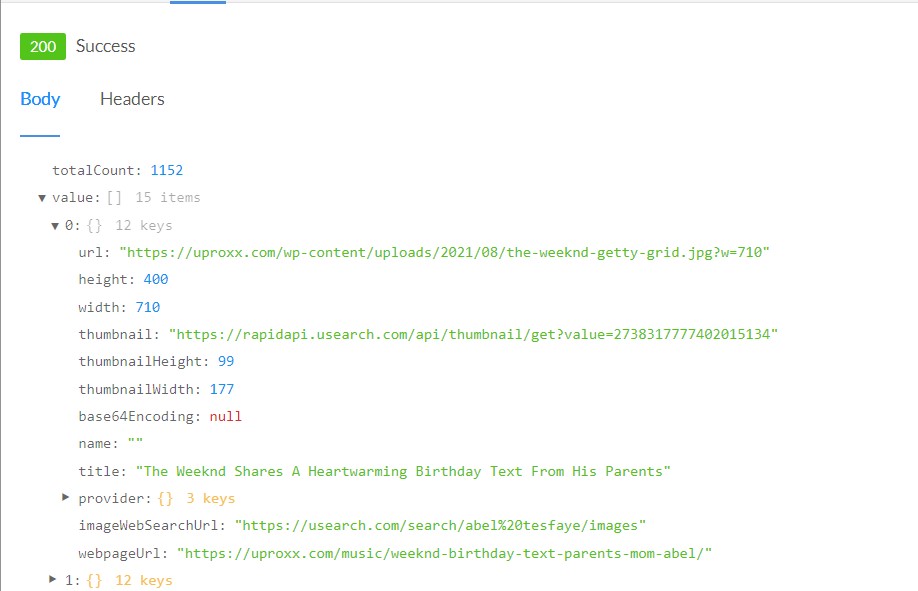 200 Success
Body Headers
totalCount: 1152
▼ value: [] 15 items
▼ 0: {} 12 keys
url: "https://uproxx.com/wp-content/uploads/2021/08/the-weeknd-getty-grid.jpg?w=710"
height: 400
width: 710
thumbnail: "https://rapidapi.usearch.com/api/thumbnail/get?value=2738317777402015134"
thumbnailHeight: 99
thumbnailWidth: 177
base64Encoding: null
name: ""
title: "The Weeknd Shares A Heartwarming Birthday Text From His Parents"
▶ provider: {} 3 keys
imageWebSearchUrl: "https://usearch.com/search/abel%20tesfaye/images"
webpageUrl: "https://uproxx.com/music/weeknd-birthday-text-parents-mom-abel/"
▶ 1: {} 12 keys